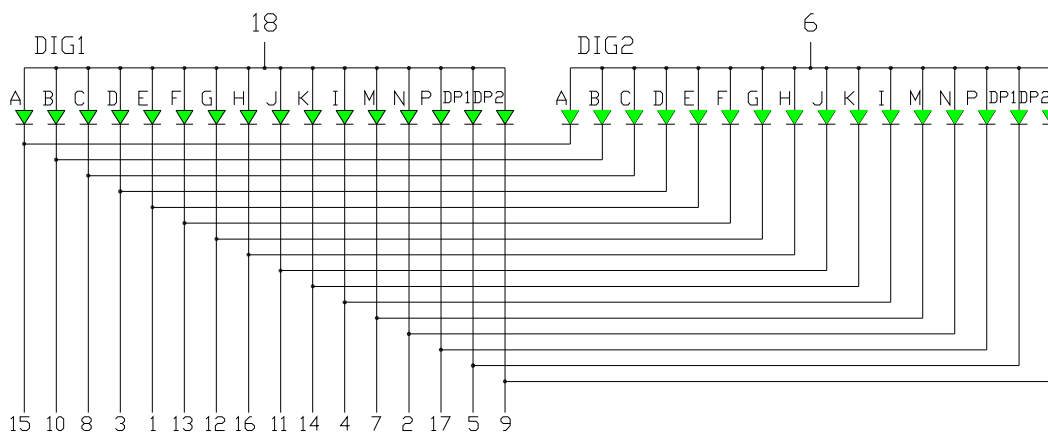 18 6
DIG1 DIG2
A B C D E F G H J K I M N P DP1 DP2 A B C D E F G H J K I M N P DP1 DP2
15 10 8 3 1 13 12 16 11 14 4 7 2 17 5 9